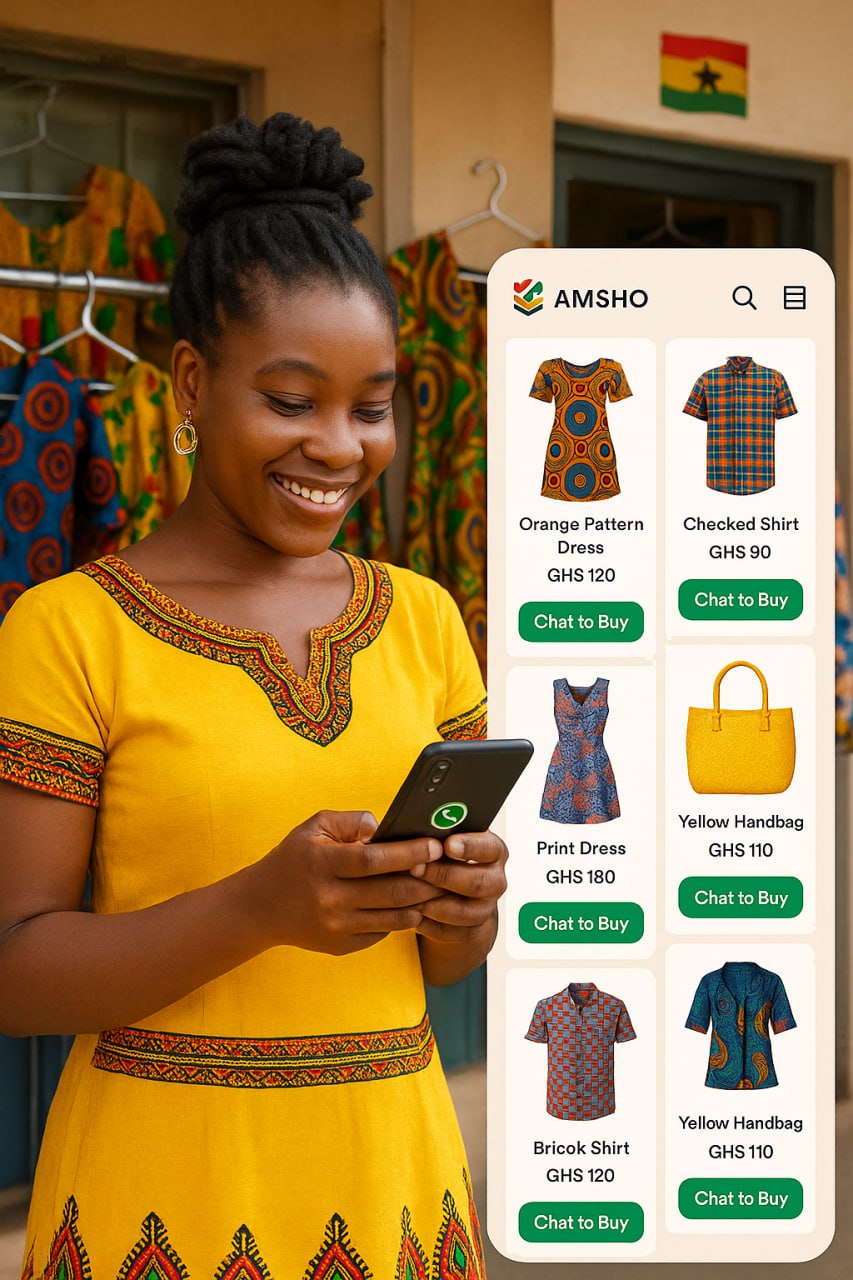 AMSHO
Orange Pattern
Dress
GHS 120
Chat to Buy
Checked Shirt
GHS 90
Chat to Buy
Print Dress
GHS 180
Chat to Buy
Yellow Handbag
GHS 110
Chat to Buy
Bricok Shirt
GHS 120
Chat to Buy
Yellow Handbag
GHS 110
Chat to Buy